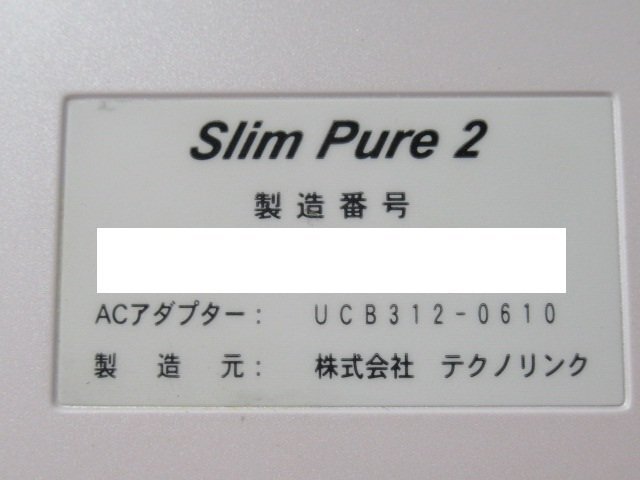 Slim Pure 2
製造番号
ACアダプター: UCB312-0610
製造元: 株式会社 テクノリンク